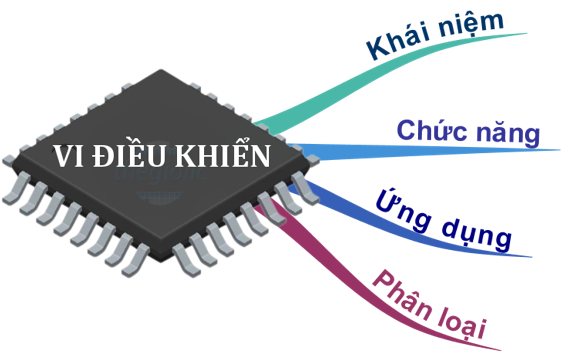 Khái niệm
VI ĐIỀU KHIỂN
Chức năng
Ứng dụng
Phân loại